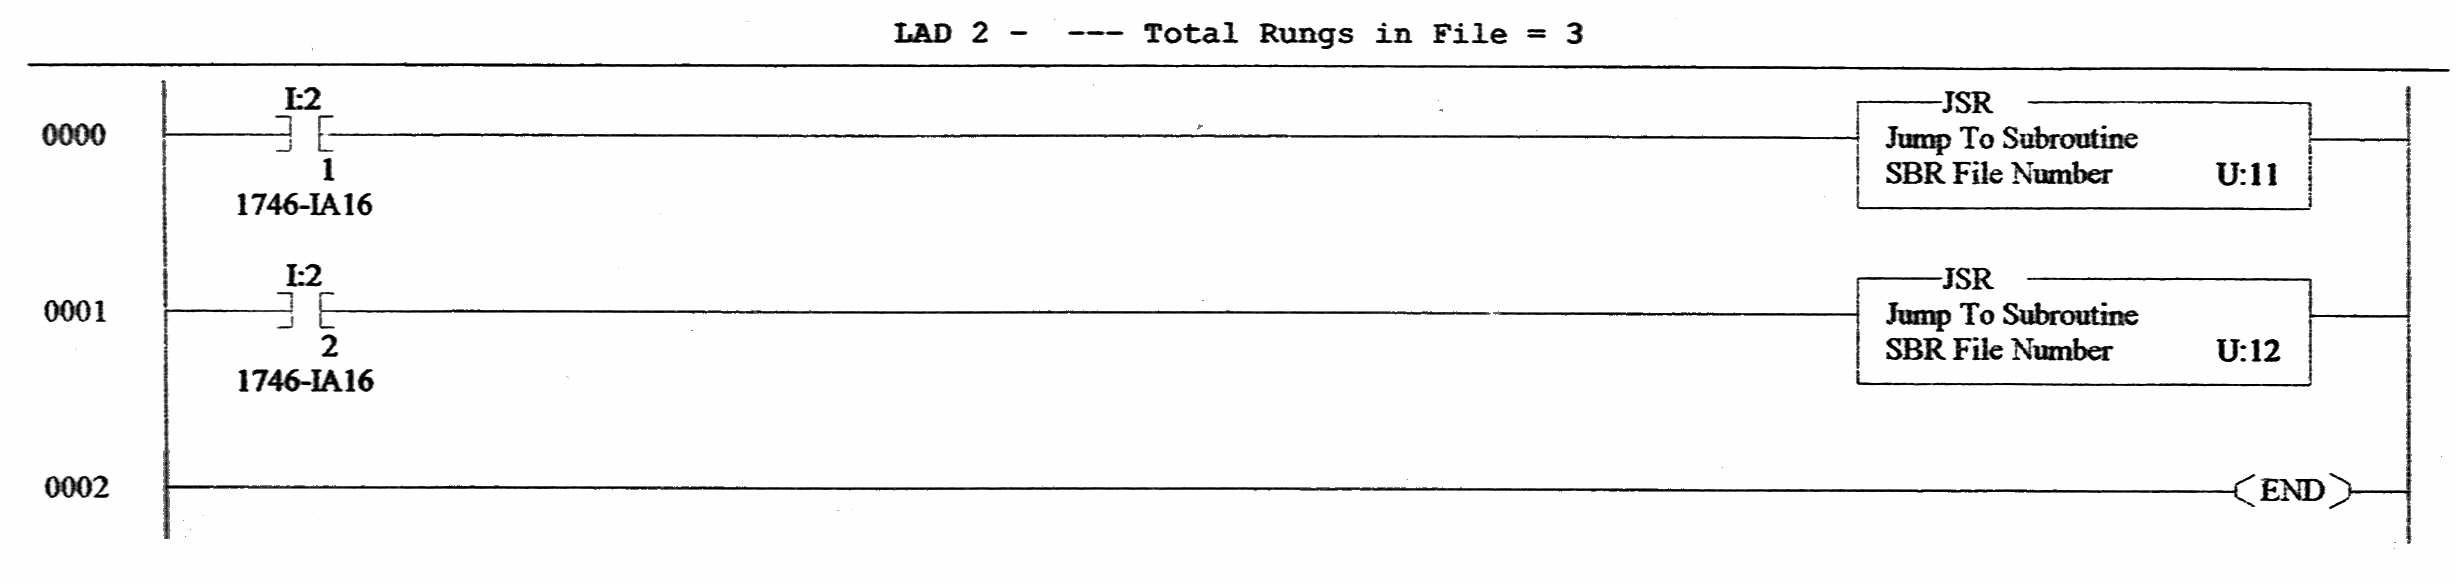 LAD 2 - --- Total Rungs in File = 3
I:2
JSR
0000
Jump To Subroutine
1
SBR File Number U:11
1746-IA16
I:2
JSR
0001
Jump To Subroutine
2
SBR File Number U:12
1746-IA16
0002
END